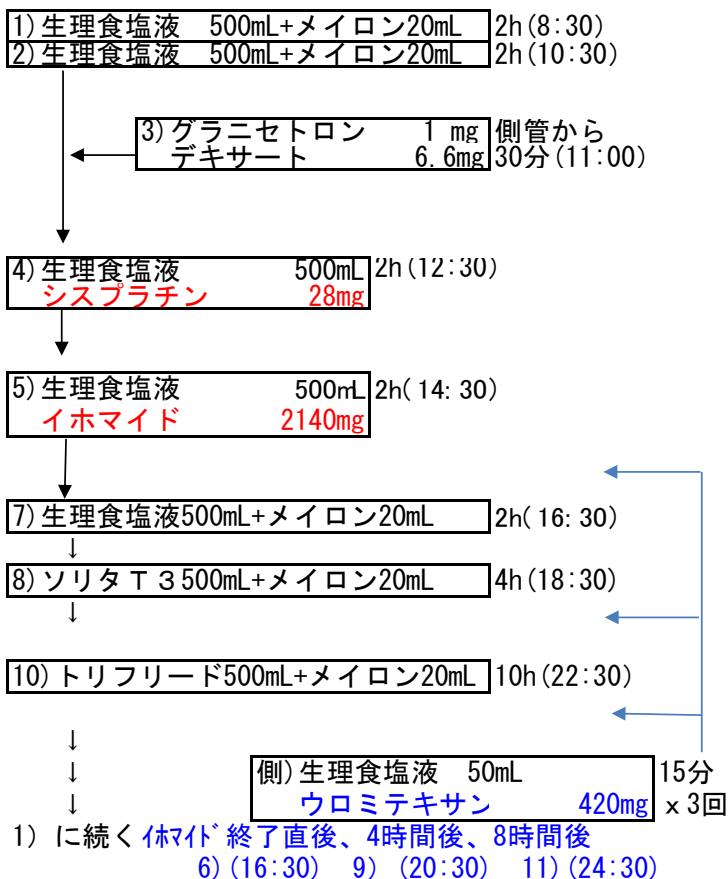 1)生理食塩液 500mL+メイロン20mL 2h(8:30)
2)生理食塩液 500mL+メイロン20mL 2h(10:30)
3)グラニセトロン 1 mg 側管から
デキサート 6.6mg 30分(11:00)
4)生理食塩液 500mL 2h(12:30)
シスプラチン 28mg
5)生理食塩液 500mL 2h(14:30)
イホマイド 2140mg
7)生理食塩液500mL+メイロン20mL 2h(16:30)
↓
8)ソリタT3500mL+メイロン20mL 4h(18:30)
↓
10)トリフリード500mL+メイロン20mL 10h(22:30)
↓
↓ 側)生理食塩液 50mL 15分
↓ ウロミテキサン 420mg x3回
1) に続くｲﾎﾏｲﾄﾞ終了直後、4時間後、8時間後
6)(16:30) 9) (20:30) 11)(24:30)